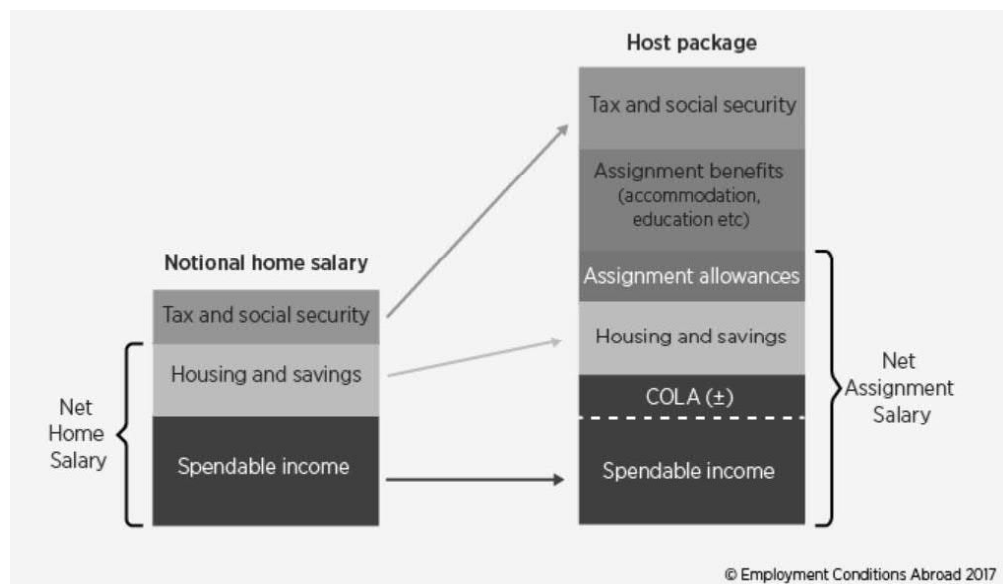 Host package
Tax and social security
Assignment benefits
(accommodation,
education etc)
Assignment allowances
Housing and savings
COLA (±)
Spendable income
Net
Assignment
Salary
Notional home salary
Tax and social security
Housing and savings
Spendable income
Net
Home
Salary
© Employment Conditions Abroad 2017